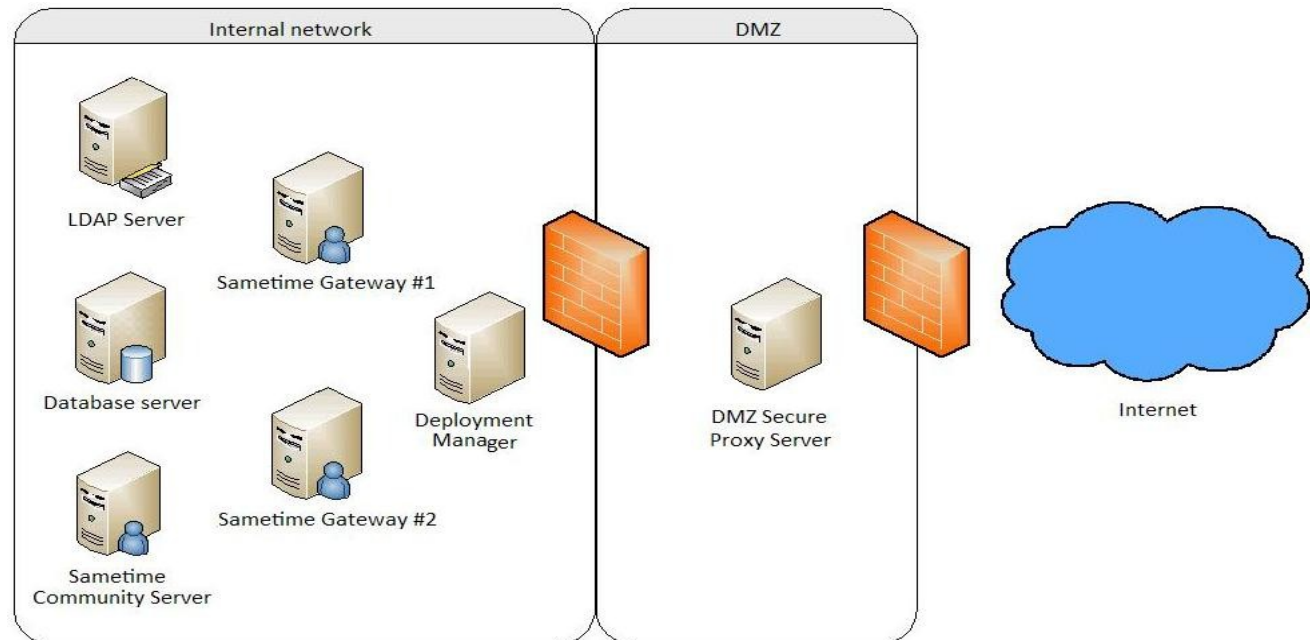 Internal network
DMZ
LDAP Server
Sametime Gateway #1
Database server
Deployment
Manager
Sametime Gateway #2
Sametime
Community Server
DMZ Secure
Proxy Server
Internet